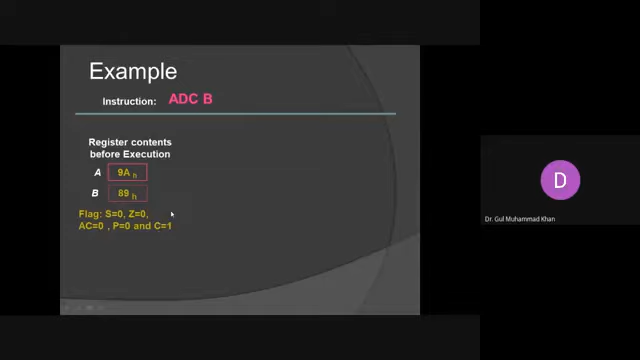 Example
Instruction: ADC B
Register contents
before Execution
A 9A h
B 89 h
Flag: S=0, Z=0,
AC=0 , P=0 and C=1
D
Dr. Gul Muhammad Khan